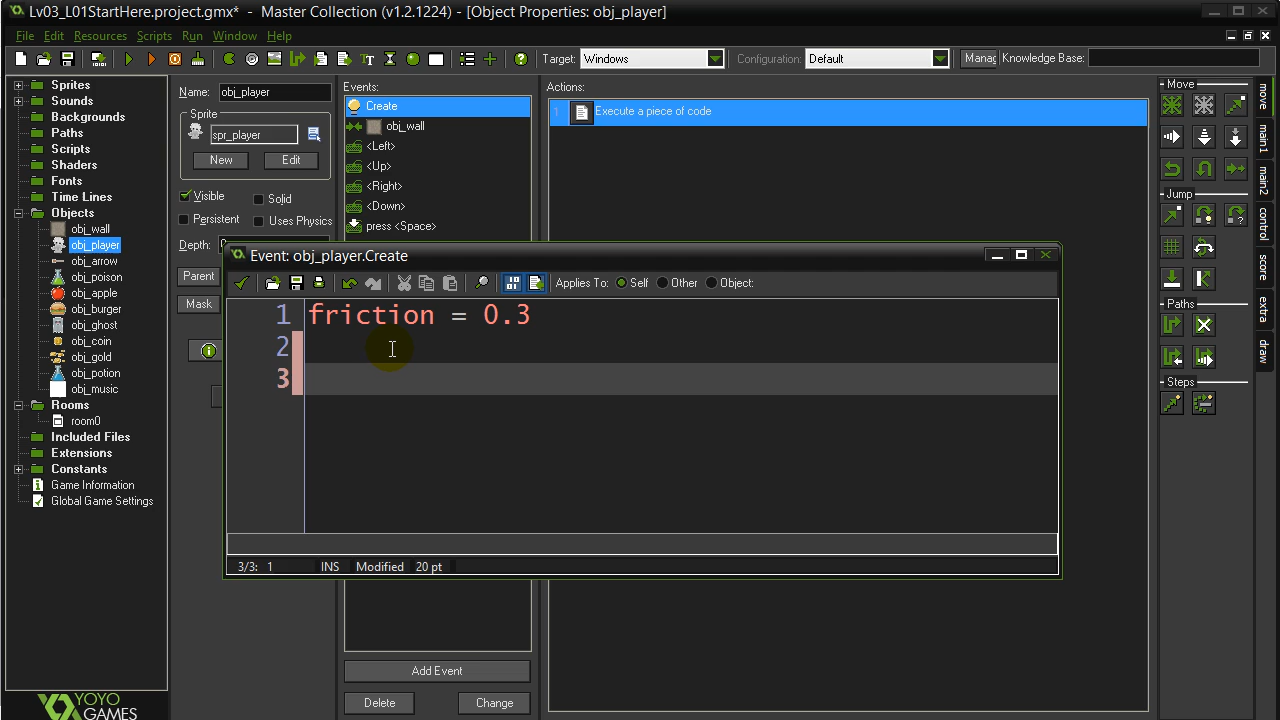 Lv03_L01StartHere.project.gmx* - Master Collection (v1.2.1224) - [Object Properties: obj_player]
File Edit Resources Scripts Run Window Help
Target: Windows Configuration: Default Manag Knowledge Base:
Sprites
Sounds
Backgrounds
Paths
Scripts
Shaders
Fonts
Time Lines
Objects
obj_wall
obj_player
obj_arrow
obj_poison
obj_apple
obj_burger
obj_ghost
obj_coin
obj_gold
obj_potion
obj_music
Rooms
room0
Included Files
Extensions
Constants
Game Information
Global Game Settings
YOYO
GAMES
Name: obj_player
Sprite
spr_player
New Edit
Visible Solid
Persistent Uses Physics
Depth: 0
Parent
Mask
Events:
Create
obj_wall
<Left>
<Up>
<Right>
<Down>
press <Space>
Add Event
Delete Change
Actions:
1 Execute a piece of code
Event: obj_player.Create
Applies To: Self Other Object:
1 friction = 0.3
2
3
3/3: 1 INS Modified 20 pt
Move
Jump
Paths
Steps
move
main1
main2
control
score
extra
draw